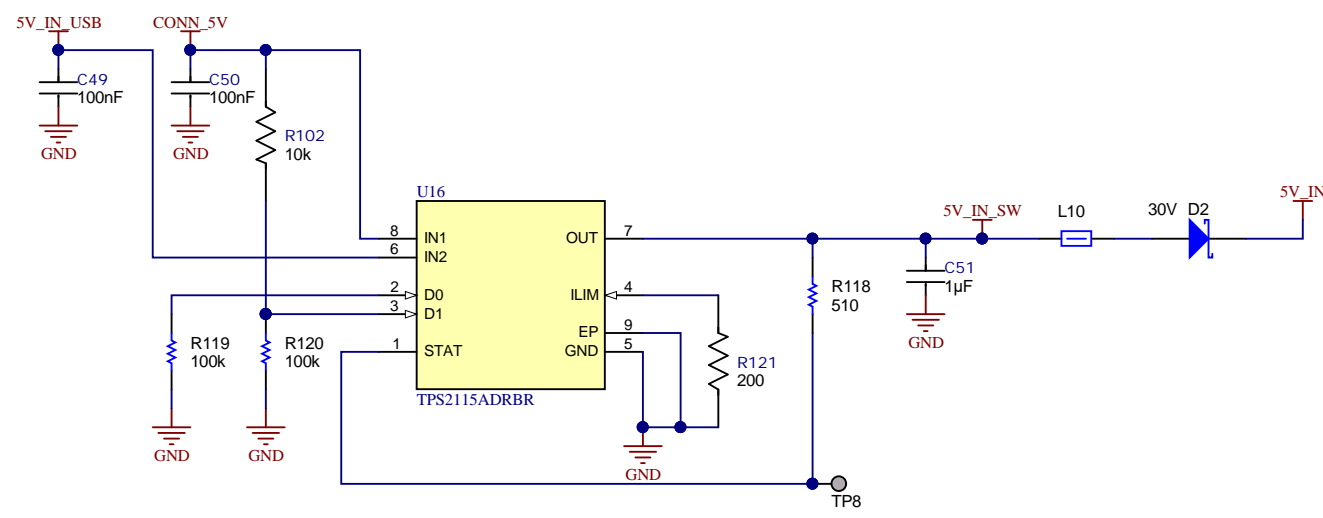 5V_IN_USB
CONN_5V
C49
100nF
C50
100nF
GND
GND
R102
10k
U16
5V_IN_SW
L10
30V D2
5V_IN
8 IN1
6 IN2
2 D0
3 D1
1 STAT
OUT 7
ILIM 4
EP 9
GND 5
TPS2115ADRBR
R119
100k
R120
100k
GND
GND
R118
510
C51
1µF
GND
R121
200
GND
TP8